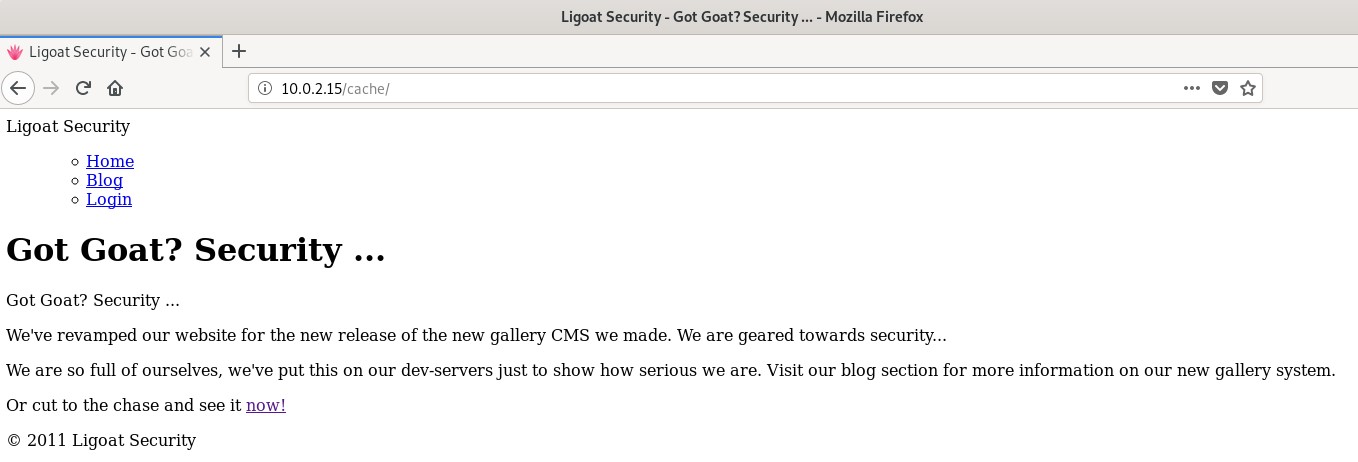 Ligoat Security - Got Goat? Security ... - Mozilla Firefox
Ligoat Security - Got Goa
10.0.2.15/cache/
Ligoat Security
Home
Blog
Login
Got Goat? Security ...
Got Goat? Security ...
We've revamped our website for the new release of the new gallery CMS we made. We are geared towards security...
We are so full of ourselves, we've put this on our dev-servers just to show how serious we are. Visit our blog section for more information on our new gallery system.
Or cut to the chase and see it now!
© 2011 Ligoat Security